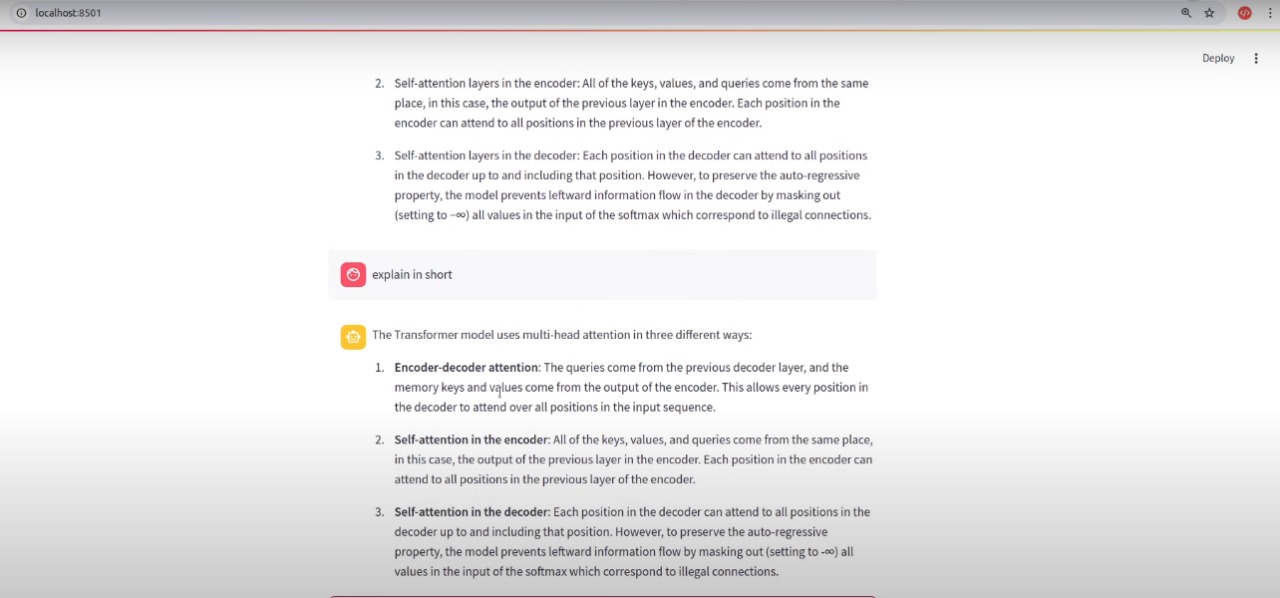 localhost:8501
Deploy
2. Self-attention layers in the encoder: All of the keys, values, and queries come from the same
place, in this case, the output of the previous layer in the encoder. Each position in the
encoder can attend to all positions in the previous layer of the encoder.
3. Self-attention layers in the decoder: Each position in the decoder can attend to all positions
in the decoder up to and including that position. However, to preserve the auto-regressive
property, the model prevents leftward information flow in the decoder by masking out
(setting to −∞) all values in the input of the softmax which correspond to illegal connections.
explain in short
The Transformer model uses multi-head attention in three different ways:
1. Encoder-decoder attention: The queries come from the previous decoder layer, and the
memory keys and values come from the output of the encoder. This allows every position in
the decoder to attend over all positions in the input sequence.
2. Self-attention in the encoder: All of the keys, values, and queries come from the same place,
in this case, the output of the previous layer in the encoder. Each position in the encoder can
attend to all positions in the previous layer of the encoder.
3. Self-attention in the decoder: Each position in the decoder can attend to all positions in the
decoder up to and including that position. However, to preserve the auto-regressive
property, the model prevents leftward information flow by masking out (setting to -∞) all
values in the input of the softmax which correspond to illegal connections.